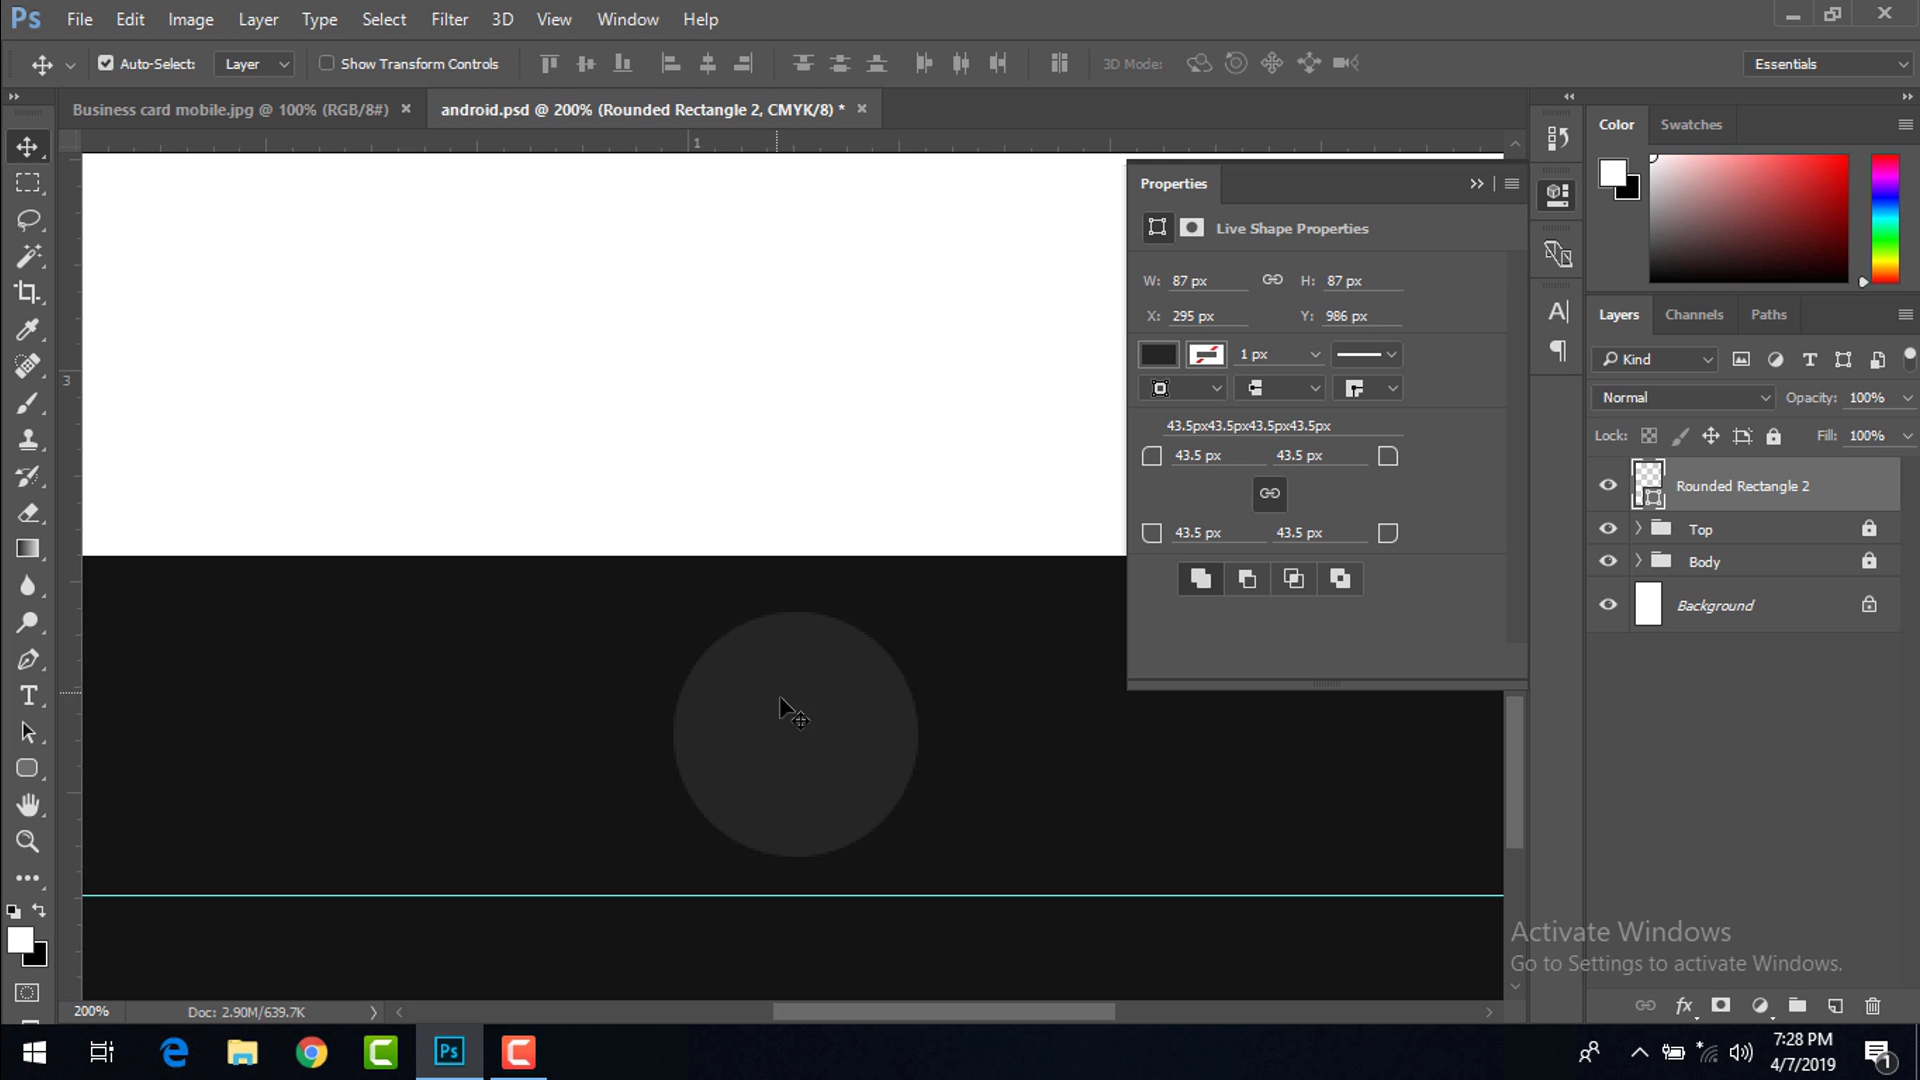 Ps File Edit Image Layer Type Select Filter 3D View Window Help
Auto-Select: Layer Show Transform Controls 3D Mode: Essentials
Business card mobile.jpg @ 100% (RGB/8#) × android.psd @ 200% (Rounded Rectangle 2, CMYK/8) * ×
1
3
Properties
Live Shape Properties
W: 87 px H: 87 px
X: 295 px Y: 986 px
1 px
43.5px43.5px43.5px43.5px
43.5 px 43.5 px
43.5 px 43.5 px
Color Swatches
Layers Channels Paths
Kind
Normal Opacity: 100%
Lock: Fill: 100%
Rounded Rectangle 2
Top
Body
Background
Activate Windows
Go to Settings to activate Windows.
200% Doc: 2.90M/639.7K
fx
Ps
7:28 PM
4/7/2019
1